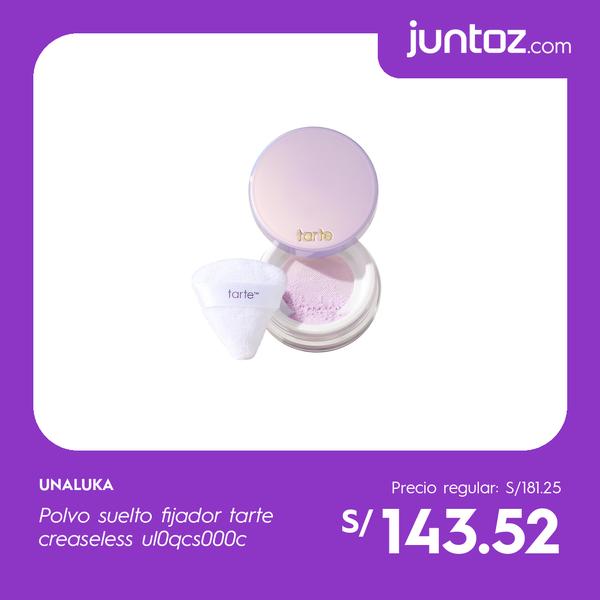 juntoz.com
tarte
tarte™
UNALUKA
Polvo suelto fijador tarte
creaseless ul0qcs000c
Precio regular: S/181.25
S/ 143.52